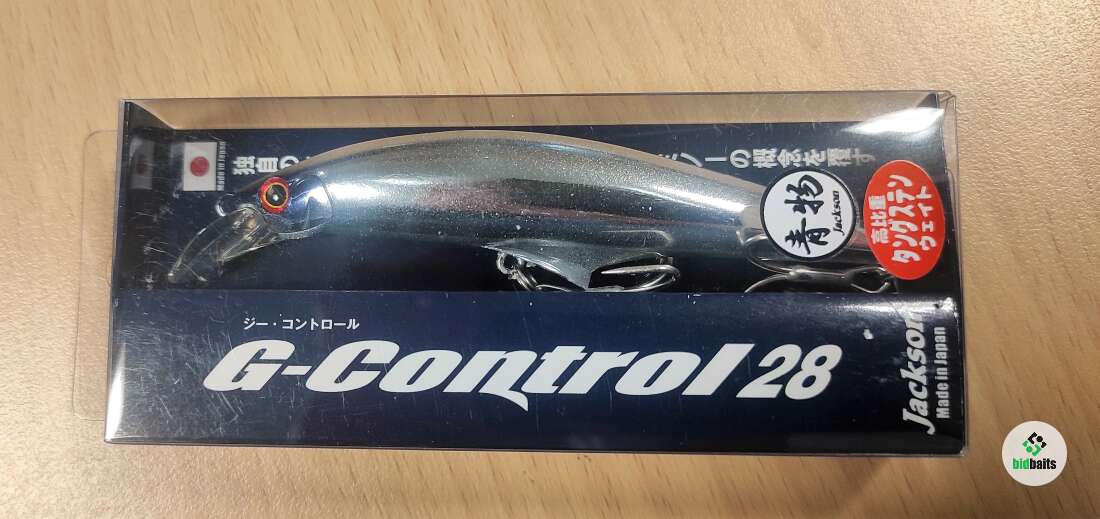 Made in Japan
独自の
ノーの概念を覆す
青物
Jackson
高比重
タングステン
ウェイト
ジー・コントロール
G-Control 28
Jackson
Made in Japan
bidbaits